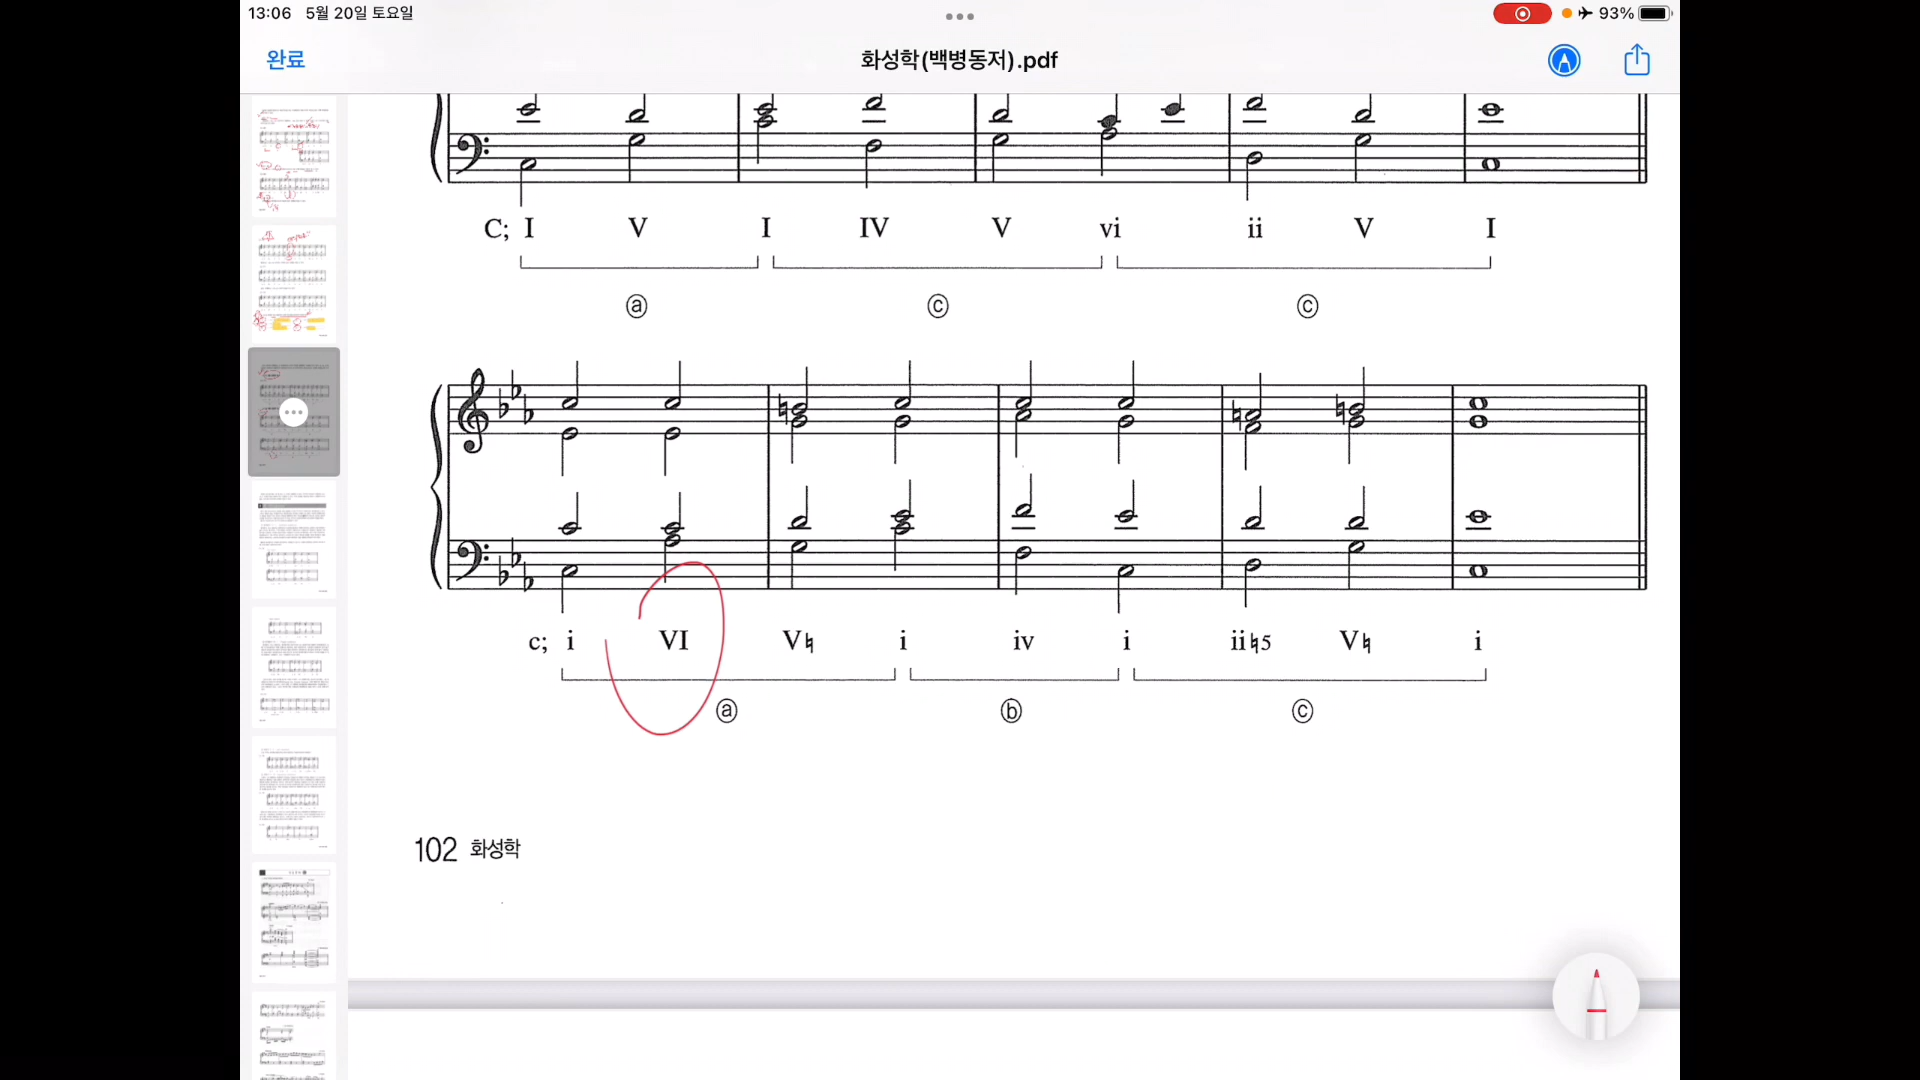 13:06 5월 20일 토요일
93%
완료
화성학(백병동저).pdf
C; I V I IV V vi ii V I
ⓐ ⓒ ⓒ
c; i VI V♮ i iv i ii♮5 V♮ i
ⓐ ⓑ ⓒ
102 화성학